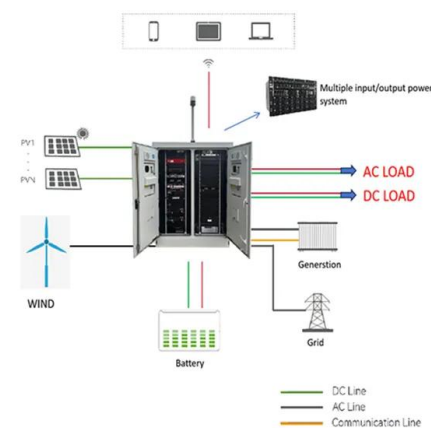 Multiple input/output power
system
PV1
PVN
AC LOAD
DC LOAD
WIND
Generstion
Battery
Grid
DC Line
AC Line
Communication Line